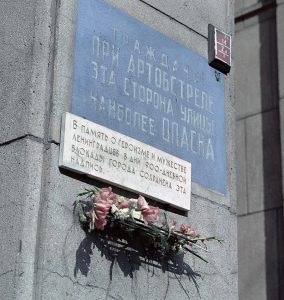 ГРАЖДАНЕ!
ПРИ АРТОБСТРЕЛЕ
ЭТА СТОРОНА УЛИЦЫ
НАИБОЛЕЕ ОПАСНА
В ПАМЯТЬ О ГЕРОИЗМЕ И МУЖЕСТВЕ
ЛЕНИНГРАДЦЕВ В ДНИ 900-ДНЕВНОЙ
БЛОКАДЫ ГОРОДА СОХРАНЕНА ЭТА
НАДПИСЬ